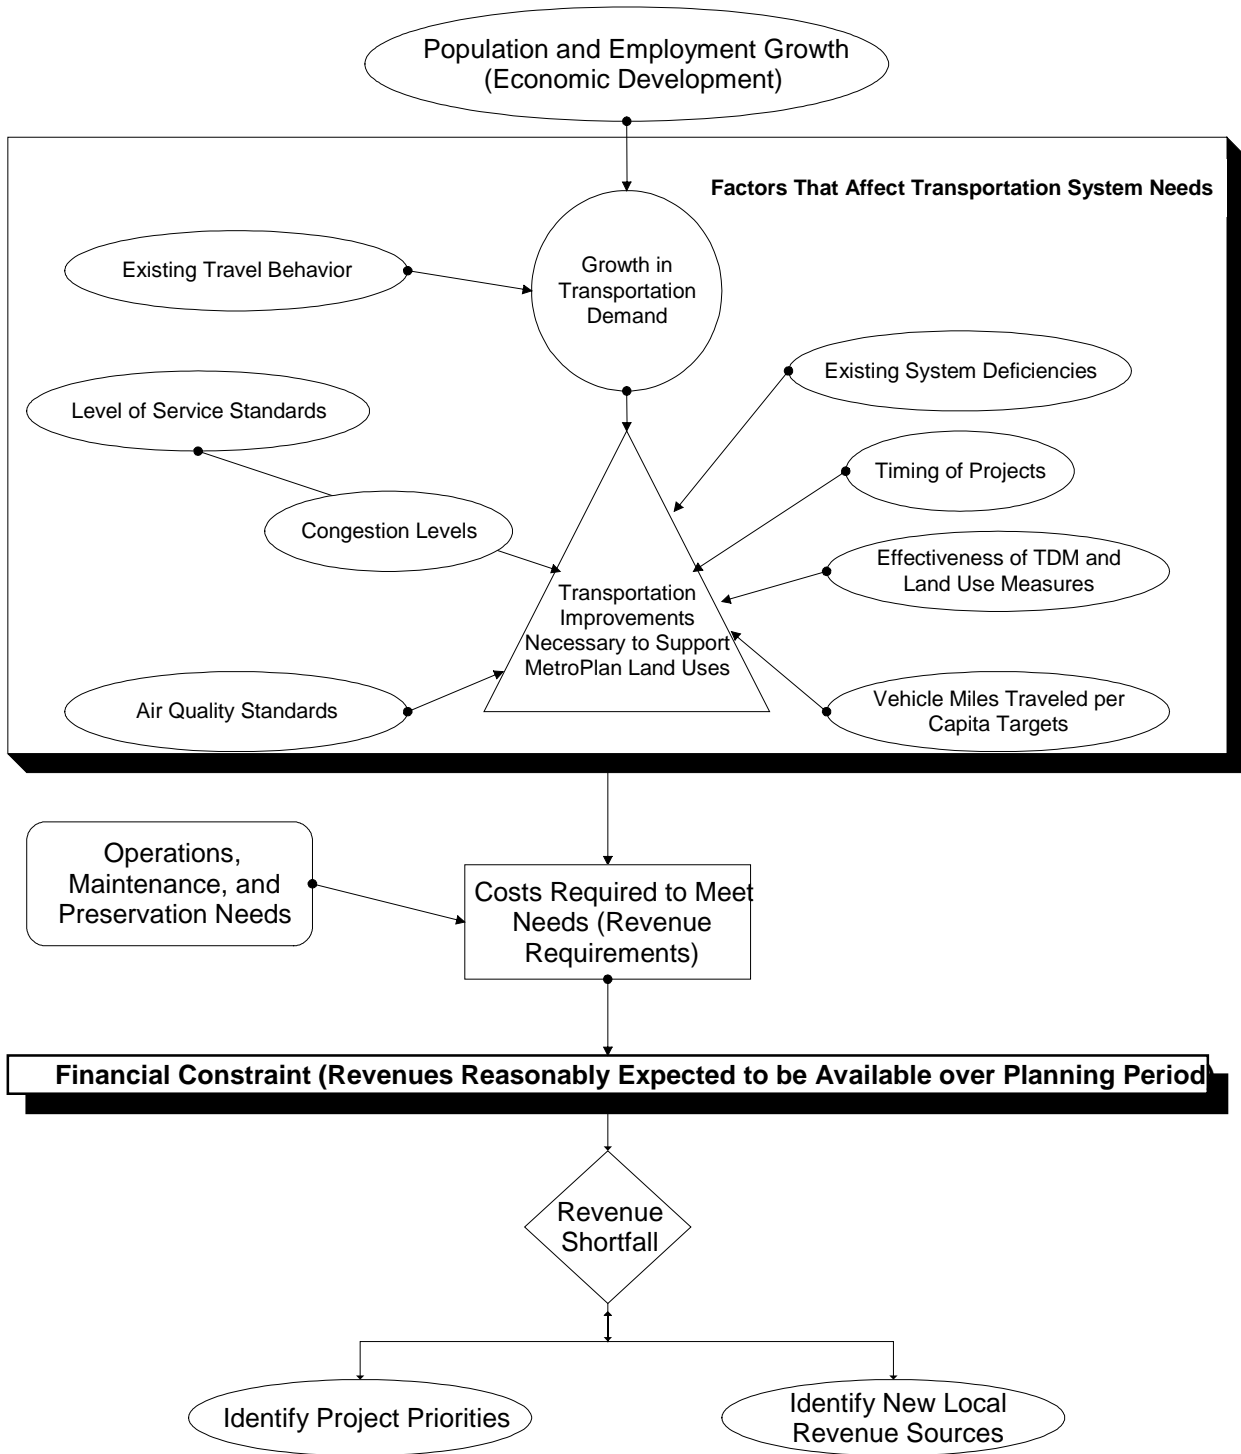 Population and Employment Growth
(Economic Development)
Factors That Affect Transportation System Needs
Existing Travel Behavior
Growth in
Transportation
Demand
Existing System Deficiencies
Level of Service Standards
Timing of Projects
Congestion Levels
Effectiveness of TDM and
Land Use Measures
Transportation
Improvements
Necessary to Support
MetroPlan Land Uses
Air Quality Standards
Vehicle Miles Traveled per
Capita Targets
Operations,
Maintenance, and
Preservation Needs
Costs Required to Meet
Needs (Revenue
Requirements)
Financial Constraint (Revenues Reasonably Expected to be Available over Planning Period)
Revenue
Shortfall
Identify Project Priorities
Identify New Local
Revenue Sources